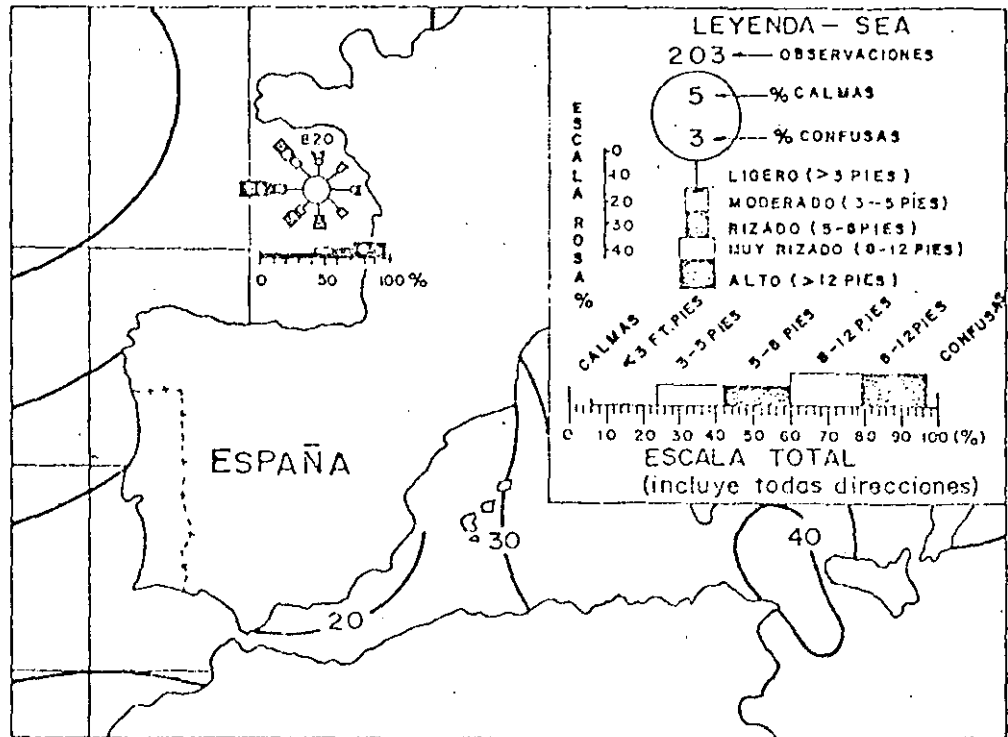 LEYENDA - SEA
203 OBSERVACIONES
5 % CALMAS
3 % CONFUSAS
ESCALA ROSA %
0
10
20
30
40
LIGERO (>3 PIES)
MODERADO (3-5 PIES)
RIZADO (5-8 PIES)
MUY RIZADO (8-12 PIES)
ALTO (>12 PIES)
CALMAS
<3 FT. PIES
3-5 PIES
5-8 PIES
8-12 PIES
8-12 PIES
CONFUSAS
0 10 20 30 40 50 60 70 80 90 100 (%)
ESCALA TOTAL
(incluye todas direcciones)
820
0 50 100 %
ESPAÑA
20
30
40